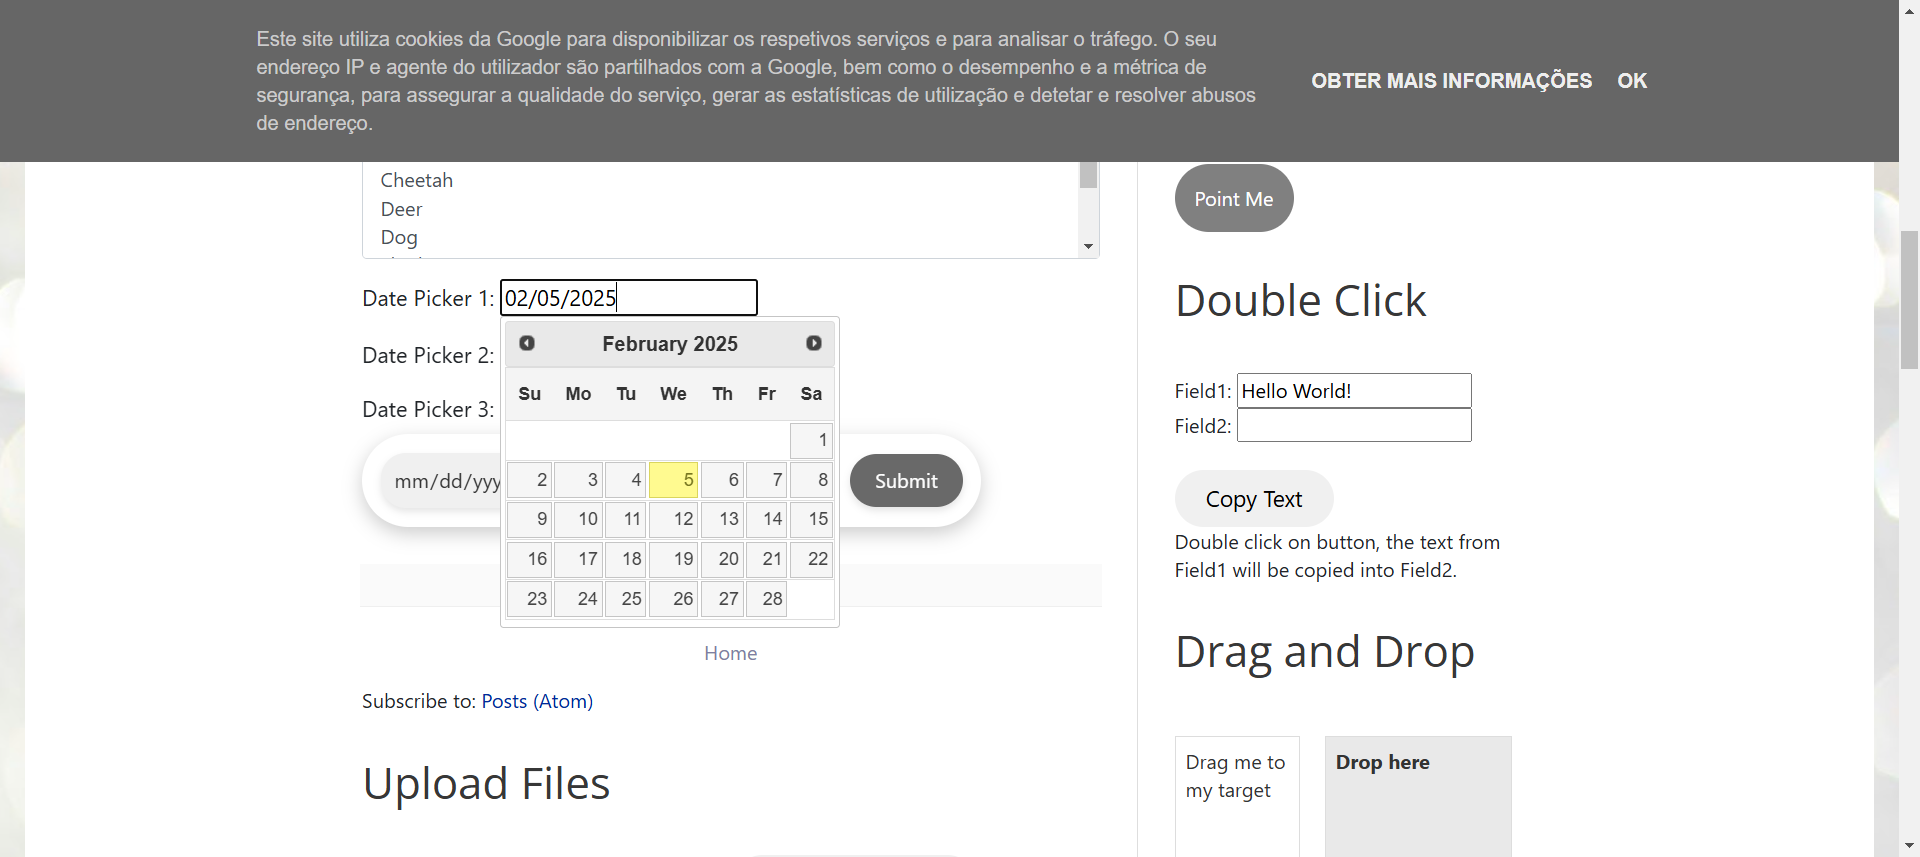 Este site utiliza cookies da Google para disponibilizar os respetivos serviços e para analisar o tráfego. O seu
endereço IP e agente do utilizador são partilhados com a Google, bem como o desempenho e a métrica de
segurança, para assegurar a qualidade do serviço, gerar as estatísticas de utilização e detetar e resolver abusos
de endereço.
OBTER MAIS INFORMAÇÕES OK
Cheetah
Deer
Dog
Date Picker 1: 02/05/2025
February 2025
Su Mo Tu We Th Fr Sa
1
2 3 4 5 6 7 8
9 10 11 12 13 14 15
16 17 18 19 20 21 22
23 24 25 26 27 28
Date Picker 2:
Date Picker 3:
mm/dd/yyy
Submit
Home
Subscribe to: Posts (Atom)
Upload Files
Point Me
Double Click
Field1: Hello World!
Field2:
Copy Text
Double click on button, the text from
Field1 will be copied into Field2.
Drag and Drop
Drag me to
my target
Drop here